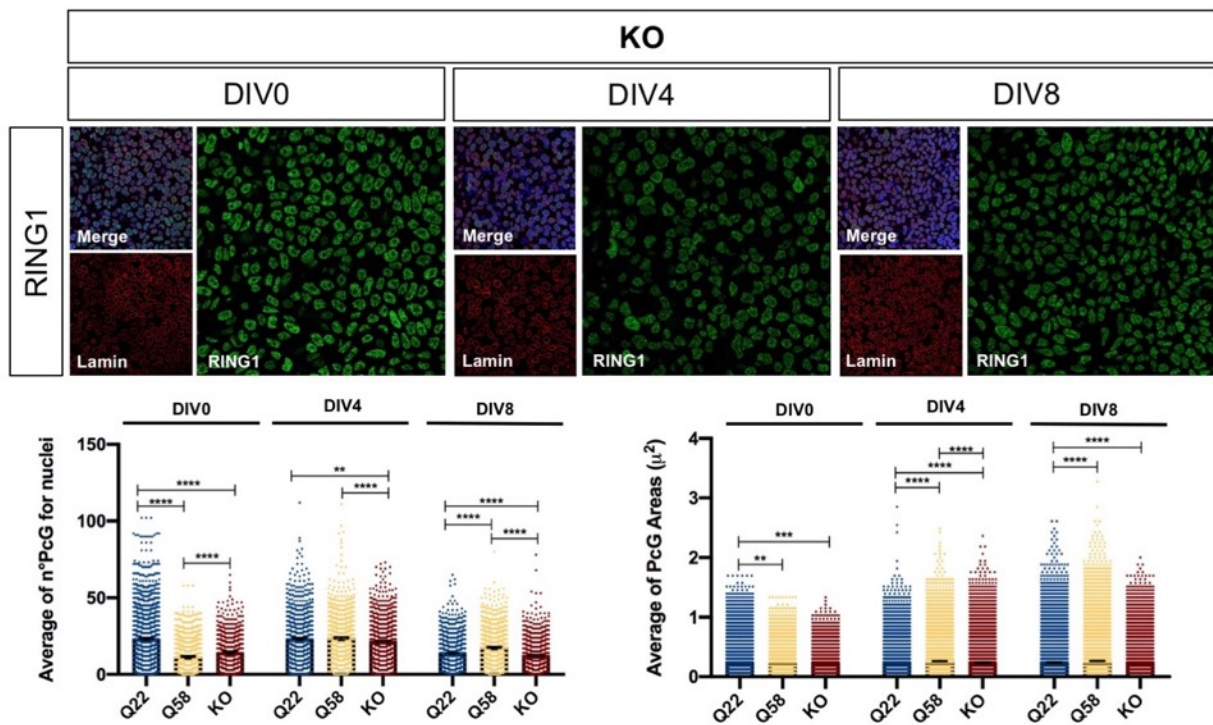 KO
DIV0
DIV4
DIV8
RING1
Merge
Lamin
RING1
Merge
Lamin
RING1
Merge
Lamin
RING1
DIV0
DIV4
DIV8
Average of n°PcG for nuclei
150
100
50
0
****
****
****
**
****
****
****
****
Q22
Q58
KO
Q22
Q58
KO
Q22
Q58
KO
DIV0
DIV4
DIV8
Average of PcG Areas (µ²)
4
3
2
1
0
***
**
****
****
****
****
****
Q22
Q58
KO
Q22
Q58
KO
Q22
Q58
KO